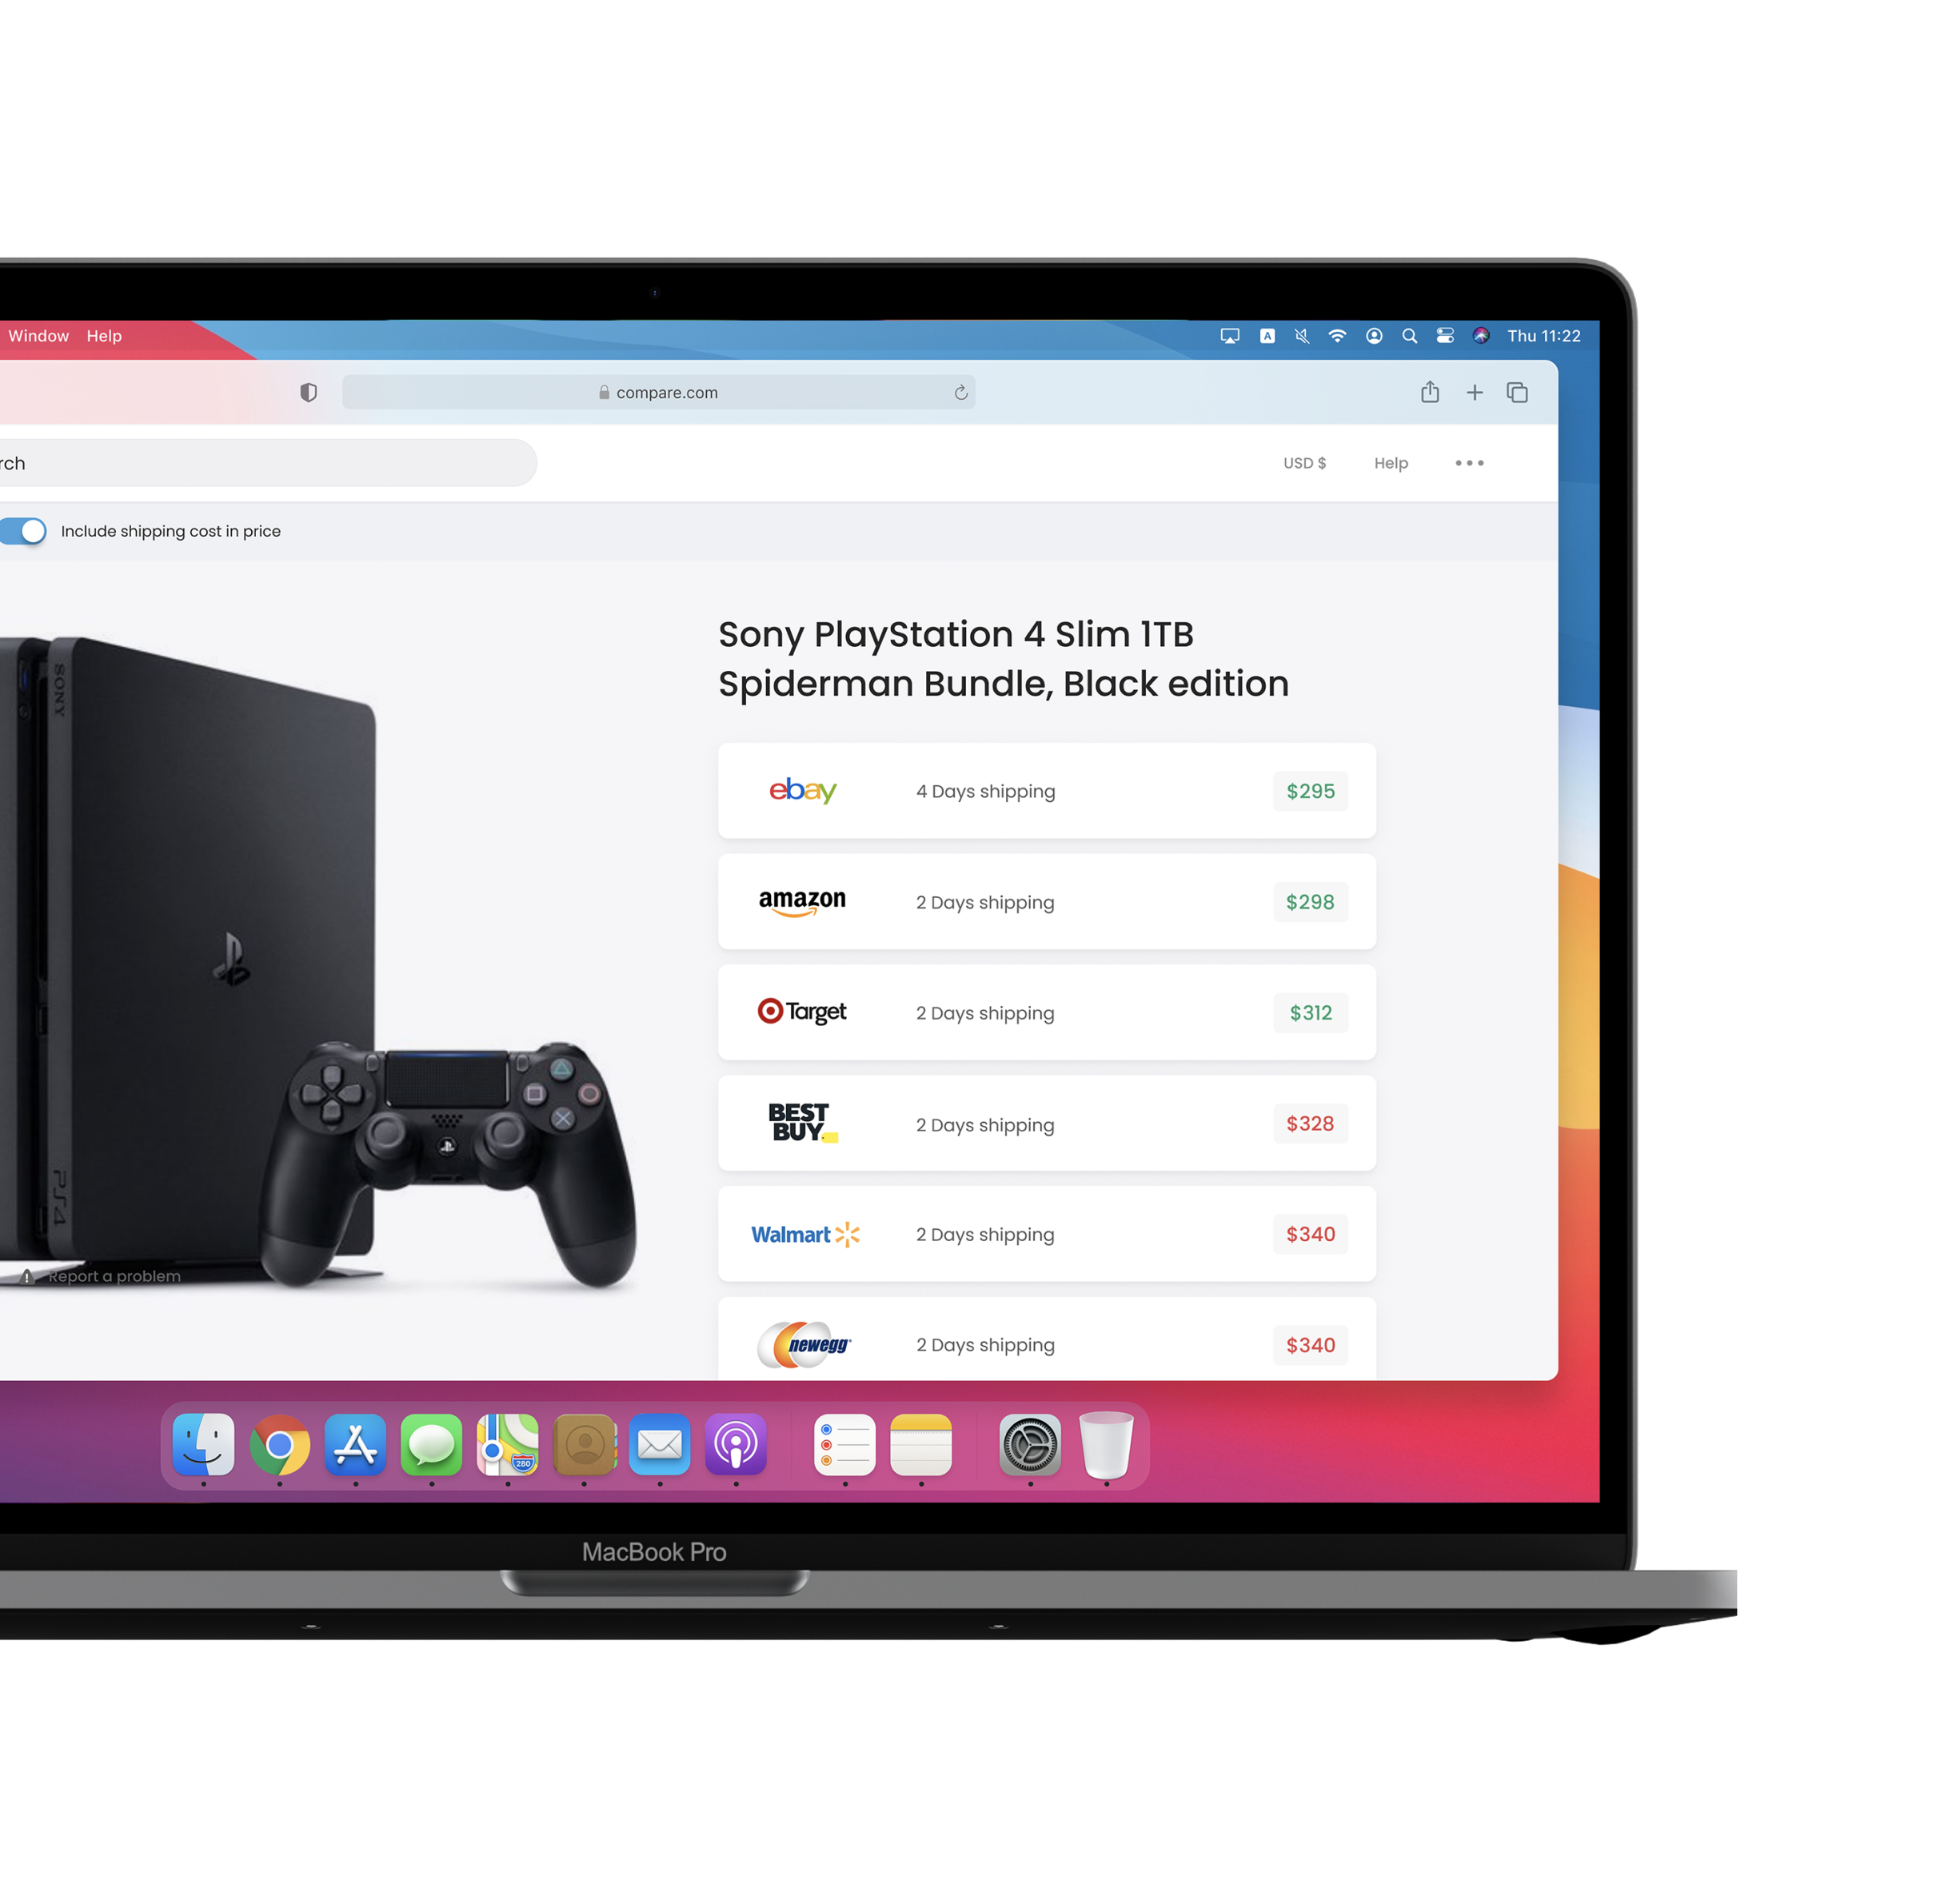 Window Help
A
Thu 11:22
compare.com
rch
USD $
Help
Include shipping cost in price
Sony PlayStation 4 Slim 1TB
Spiderman Bundle, Black edition
SONY
PS4
ebay
4 Days shipping
$295
amazon
2 Days shipping
$298
Target
2 Days shipping
$312
BEST
BUY
2 Days shipping
$328
Walmart
2 Days shipping
$340
newegg
2 Days shipping
$340
Report a problem
280
MacBook Pro